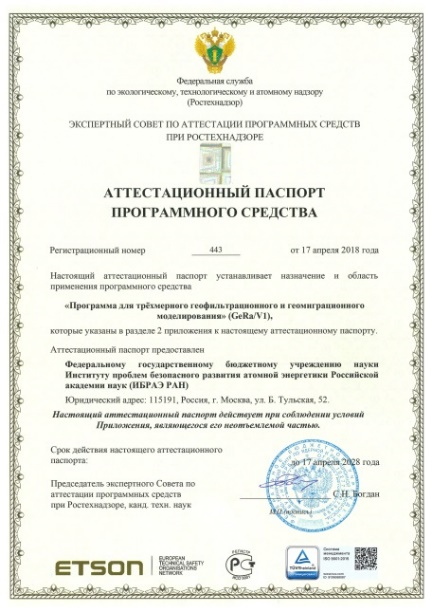 Федеральная служба
по экологическому, технологическому и атомному надзору
(Ростехнадзор)
ЭКСПЕРТНЫЙ СОВЕТ ПО АТТЕСТАЦИИ ПРОГРАММНЫХ СРЕДСТВ
ПРИ РОСТЕХНАДЗОРЕ
АТТЕСТАЦИОННЫЙ ПАСПОРТ
ПРОГРАММНОГО СРЕДСТВА
Регистрационный номер 443 от 17 апреля 2018 года
Настоящий аттестационный паспорт устанавливает назначение и область
применения программного средства
«Программа для трёхмерного геофильтрационного и геомиграционного
моделирования» (GeRa/V1),
которые указаны в разделе 2 приложения к настоящему аттестационному паспорту.
Аттестационный паспорт предоставлен
Федеральному государственному бюджетному учреждению науки
Институту проблем безопасного развития атомной энергетики Российской
академии наук (ИБРАЭ РАН)
Юридический адрес: 115191, Россия, г. Москва, ул. Б. Тульская, 52.
Настоящий аттестационный паспорт действует при соблюдении условий
Приложения, являющегося его неотъемлемой частью.
Срок действия настоящего аттестационного
паспорта: до 17 апреля 2028 года
Председатель экспертного Совета по
аттестации программных средств
при Ростехнадзоре, канд. техн. наук С.Н. Богдан
ETSON
EUROPEAN
TECHNICAL SAFETY
ORGANISATIONS
NETWORK
Система
менеджмента
ISO 9001:2015